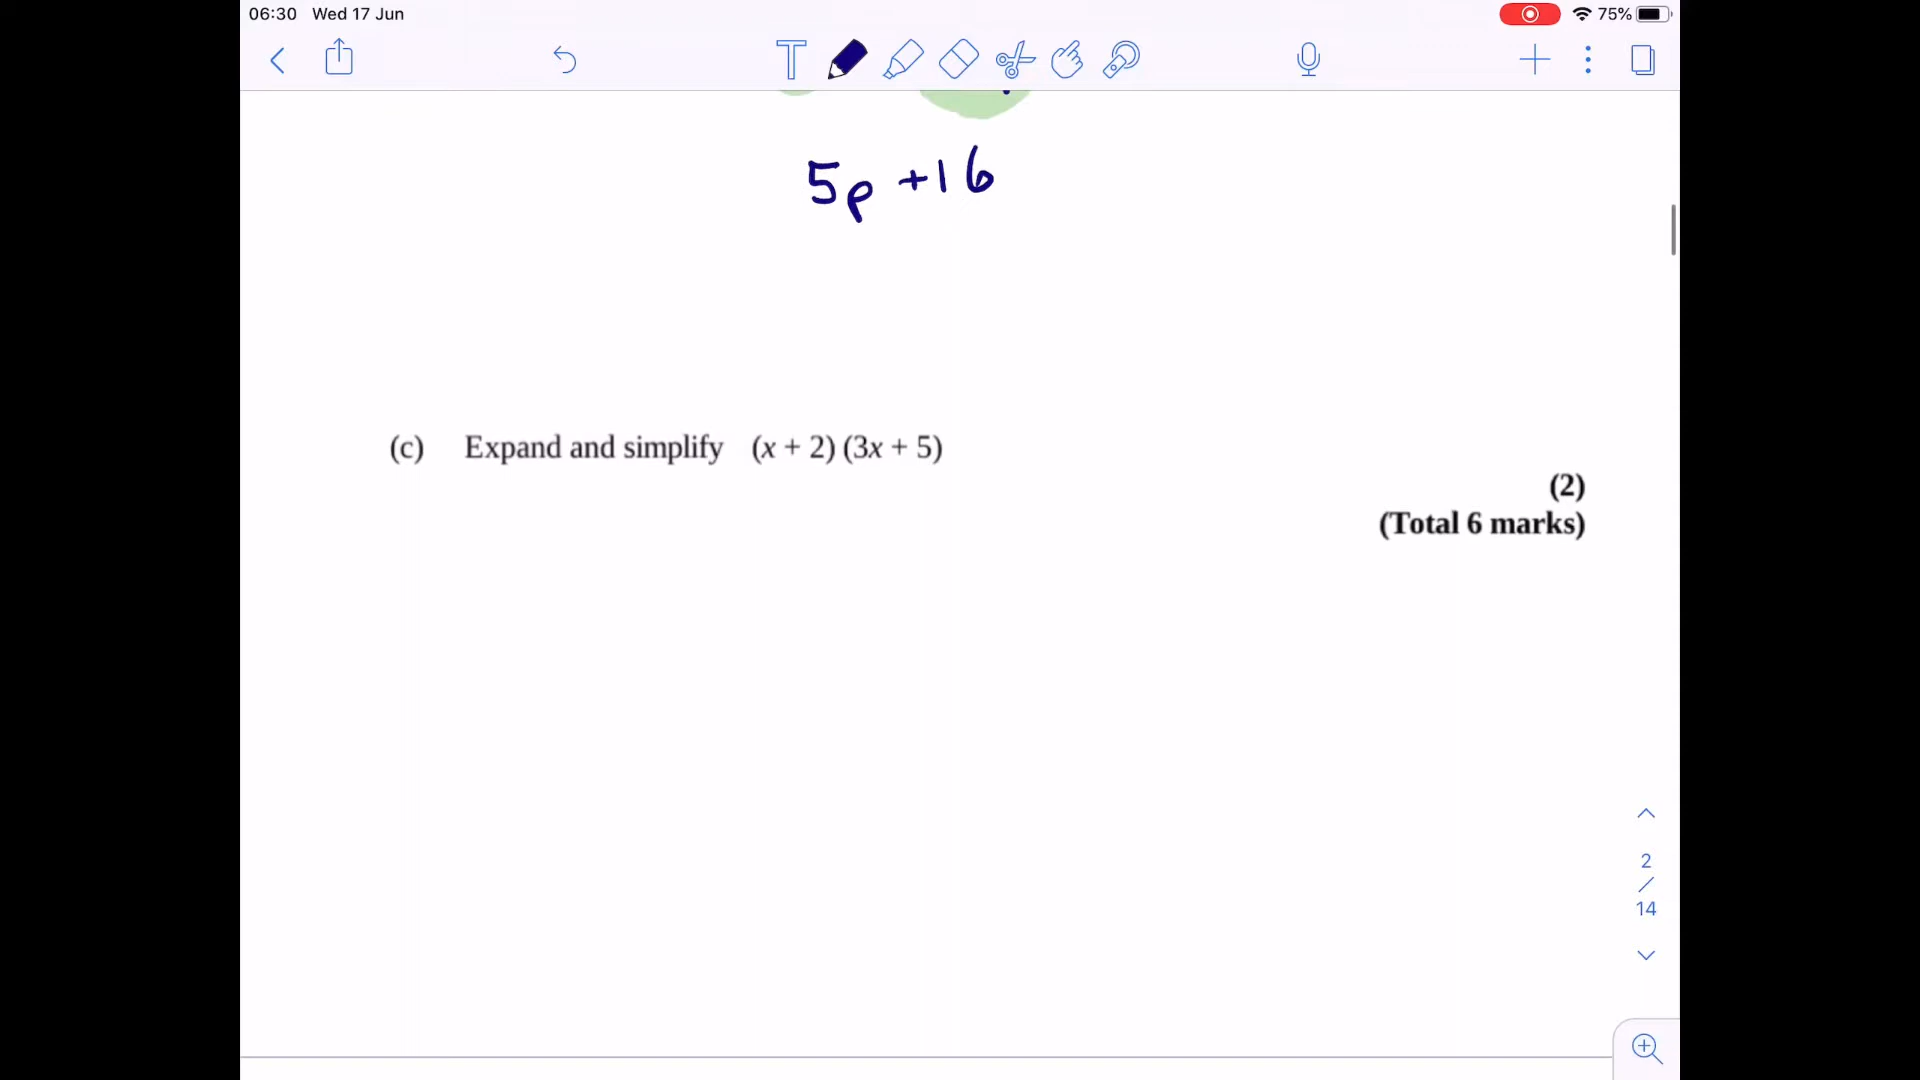 06:30 Wed 17 Jun 75%
T
5p +16
(c) Expand and simplify (x + 2) (3x + 5)
(2)
(Total 6 marks)
2
/
14